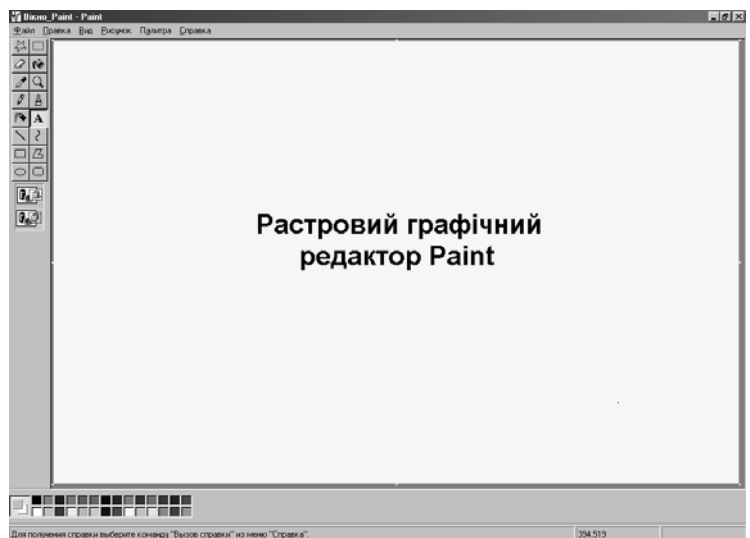 Вікно_Paint - Paint
Файл Правка Вид Рисунок Палитра Справка
A
Растровий графічний
редактор Paint
Для получения справки выберите команду "Вызов справки" из меню "Справка".
394,519